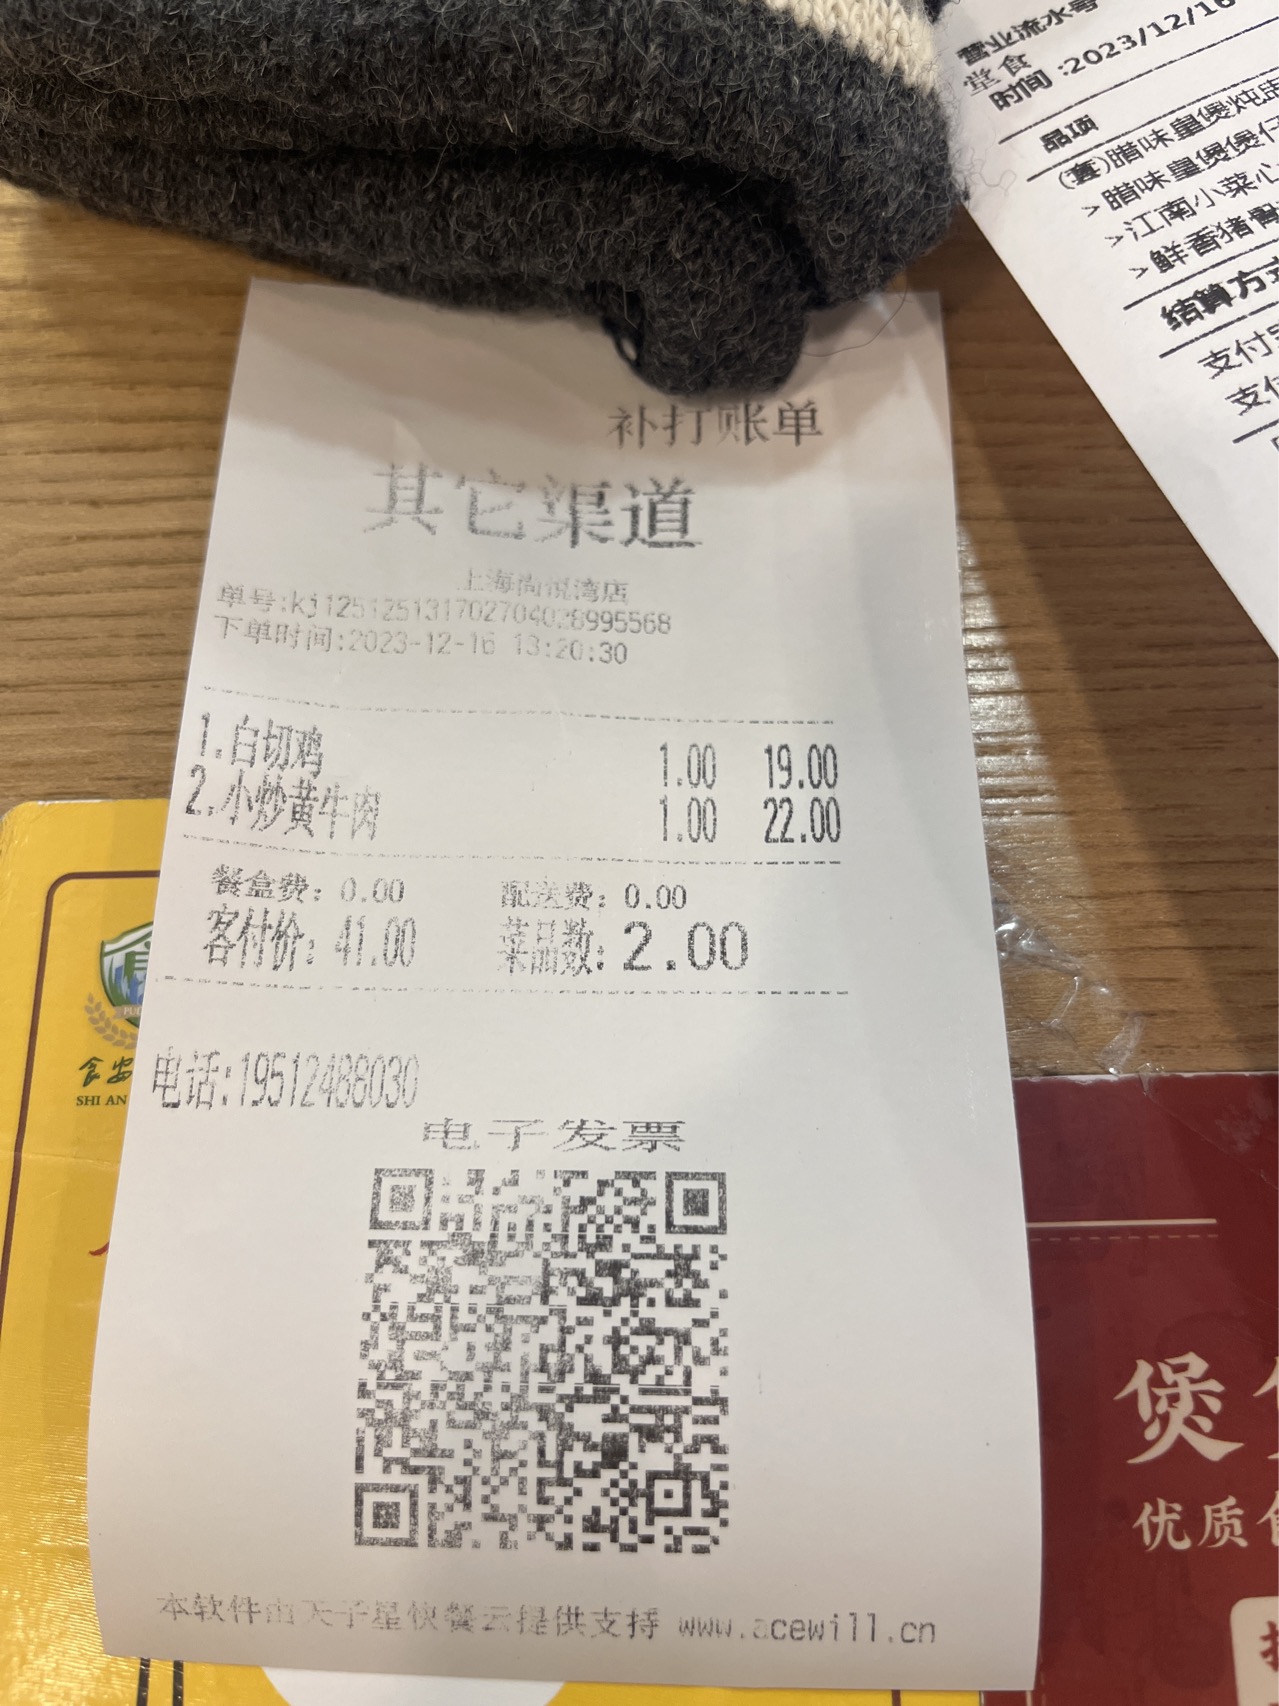 补打账单
其它渠道
上海尚悦湾店
单号:kj125125131702704028995568
下单时间:2023-12-16 13:20:30
1.白切鸡 1.00 19.00
2.小炒黄牛肉 1.00 22.00
餐盒费: 0.00 配送费: 0.00
客付价: 41.00 菜品数: 2.00
电话:19512488030
电子发票
本软件由天子星快餐云提供支持 www.acewill.cn
营业流水号
堂食
时间:2023/12/16
品项
(套)腊味皇煲炖
>腊味皇煲煲仔
>江南小菜心
>鲜香猪骨
结算方式
支付
支付
食安
SHI AN
煲
优质